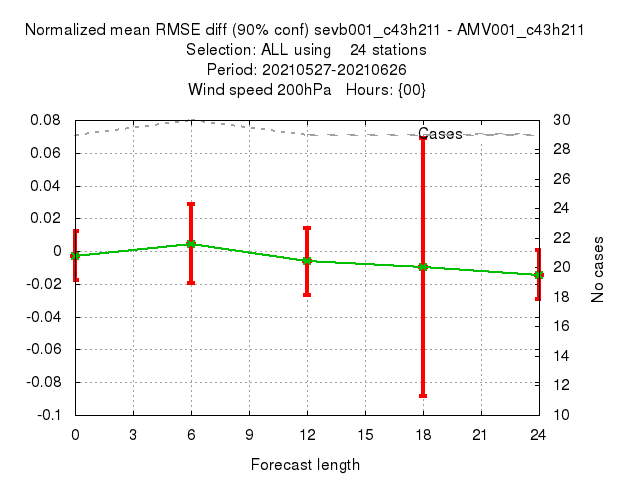 Normalized mean RMSE diff (90% conf) sevb001_c43h211 - AMV001_c43h211
Selection: ALL using    24 stations
Period: 20210527-20210626
Wind speed 200hPa   Hours: {00}
0.08
0.06
0.04
0.02
0
-0.02
-0.04
-0.06
-0.08
-0.1
30
28
26
24
22
20
18
16
14
12
10
Cases
No cases
0 3 6 9 12 15 18 21 24
Forecast length